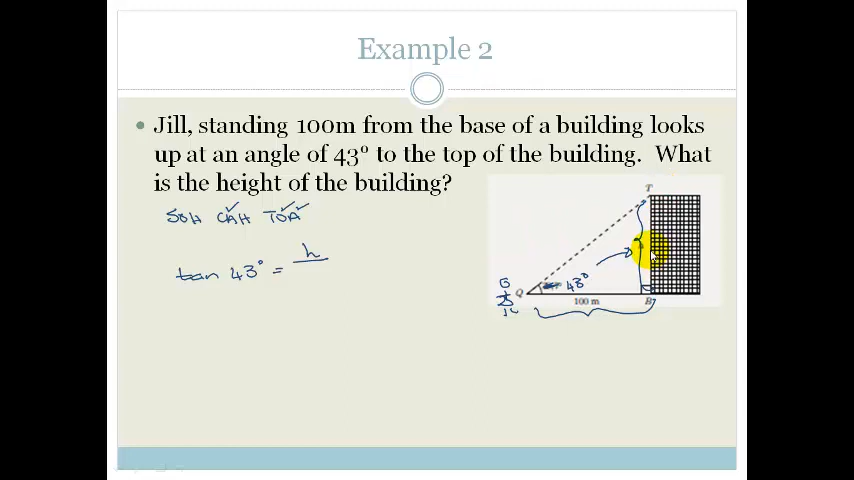 Example 2
Jill, standing 100m from the base of a building looks
up at an angle of 43° to the top of the building. What
is the height of the building?
SOH CAH TOA
tan 43° = h
T
43°
Q
100 m
B